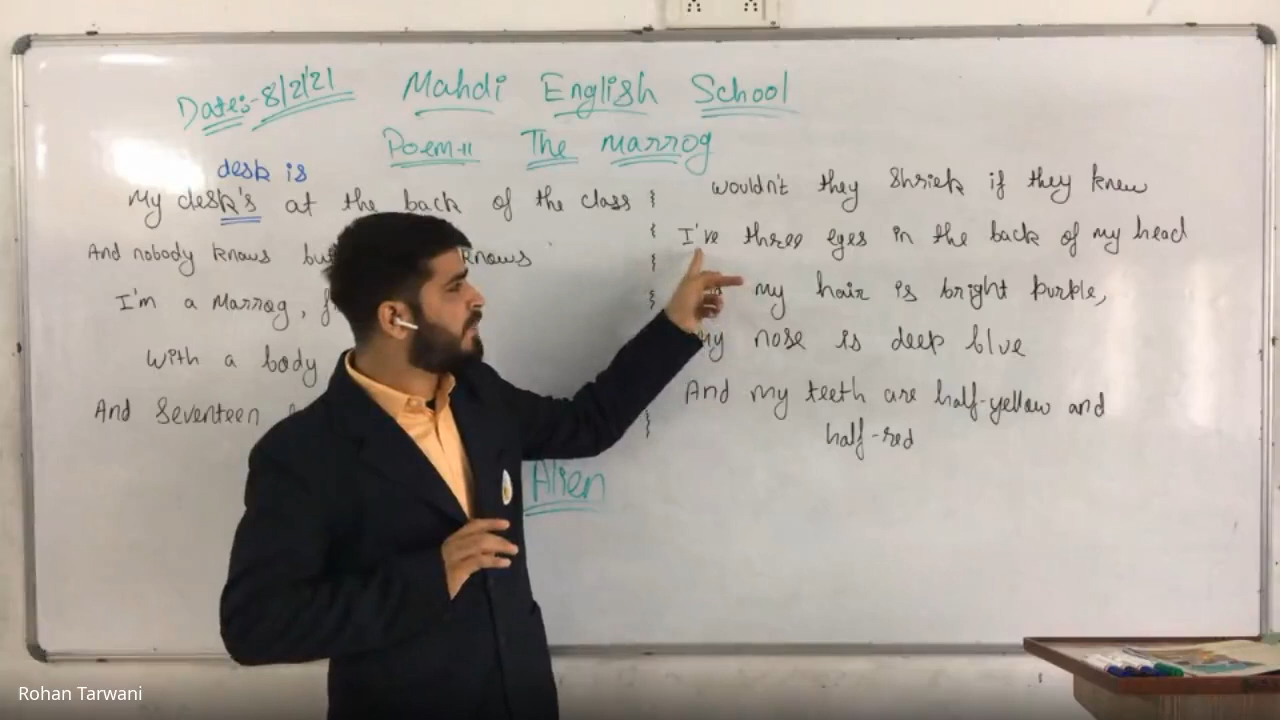 Date:-8/2/21
Mahdi English School
Poem-11 The Marrog
desk is
My desk's at the back of the class
And nobody knows but knows
I'm a Marrog,
With a body
And Seventeen
Wouldn't they Shriek if they knew
I've three eyes in the back of my head
my hair is bright purple,
My nose is deep blue
And my teeth are half-yellow and
half-red
Alien
Rohan Tarwani